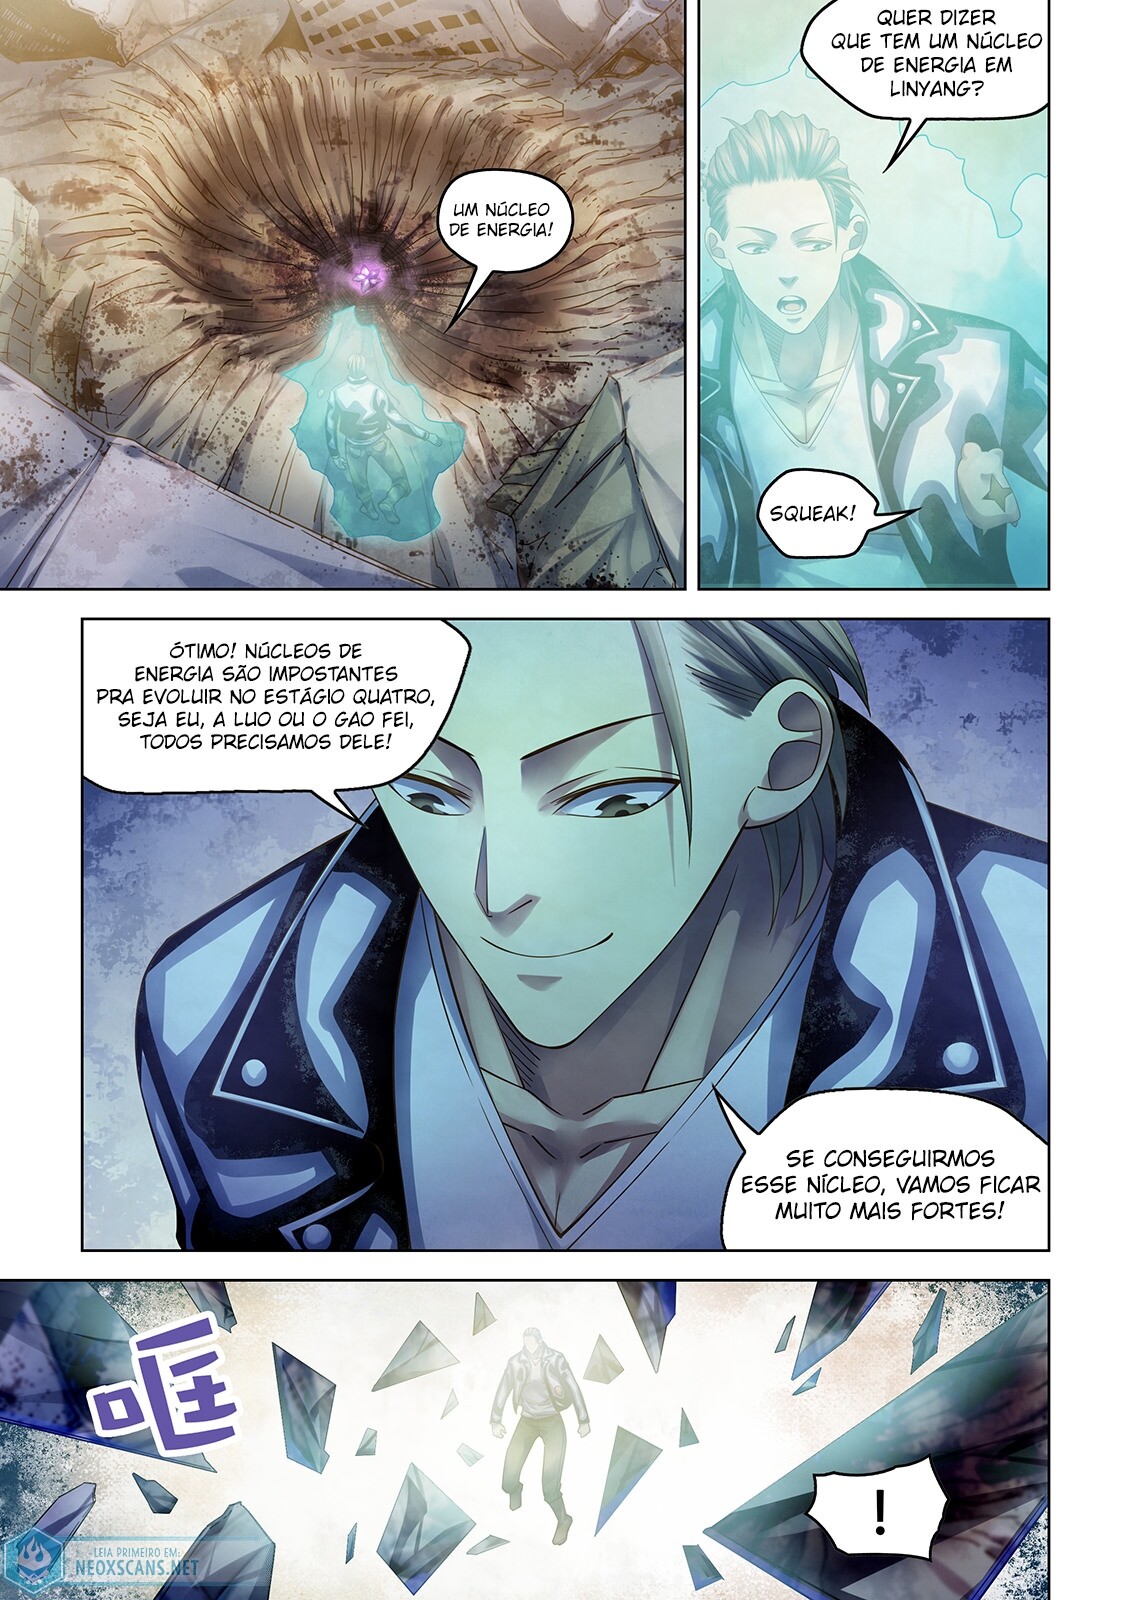 UM NÚCLEO
DE ENERGIA!
QUER DIZER
QUE TEM UM NÚCLEO
DE ENERGIA EM
LINYANG?
SQUEAK!
ÓTIMO! NÚCLEOS DE
ENERGIA SÃO IMPOSTANTES
PRA EVOLUIR NO ESTÁGIO QUATRO,
SEJA EU, A LUO OU O GAO FEI,
TODOS PRECISAMOS DELE!
SE CONSEGUIRMOS
ESSE NÍCLEO, VAMOS FICAR
MUITO MAIS FORTES!
哐
!
LEIA PRIMEIRO EM:
NEOXSCANS.NET